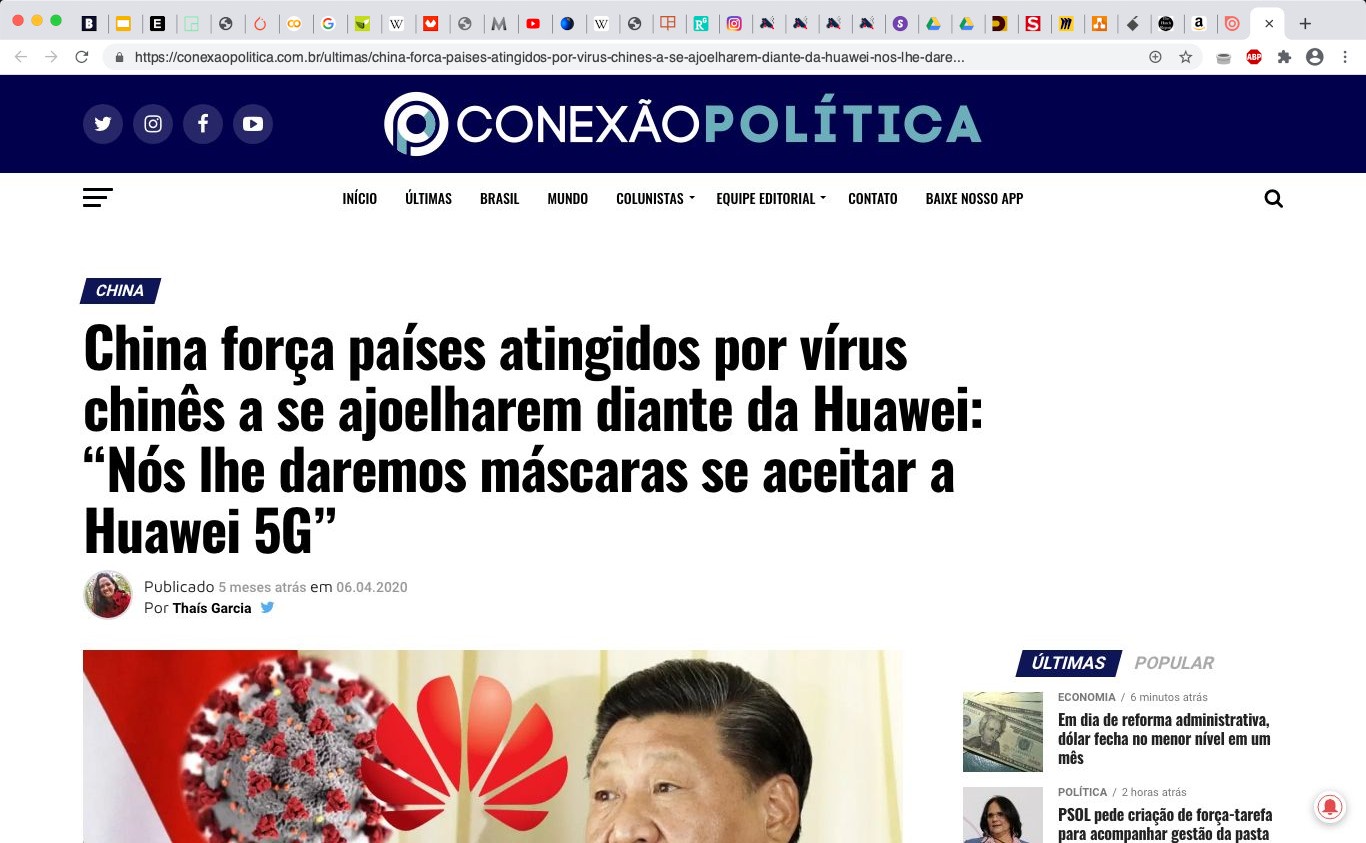 https://conexaopolitica.com.br/ultimas/china-forca-paises-atingidos-por-virus-chines-a-se-ajoelharem-diante-da-huawei-nos-lhe-dare...
ABP
CONEXÃOPOLÍTICA
INÍCIO ÚLTIMAS BRASIL MUNDO COLUNISTAS EQUIPE EDITORIAL CONTATO BAIXE NOSSO APP
CHINA
China força países atingidos por vírus
chinês a se ajoelharem diante da Huawei:
“Nós lhe daremos máscaras se aceitar a
Huawei 5G”
Publicado 5 meses atrás em 06.04.2020
Por Thaís Garcia
ÚLTIMAS POPULAR
ECONOMIA / 6 minutos atrás
Em dia de reforma administrativa,
dólar fecha no menor nível em um
mês
POLÍTICA / 2 horas atrás
PSOL pede criação de força-tarefa
para acompanhar gestão da pasta